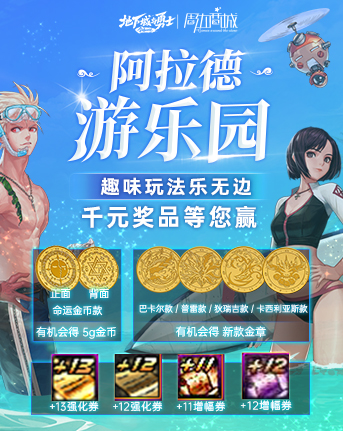 地下城与勇士 | 周边商城
阿拉德
游乐园
趣味玩法乐无边
千元奖品等您赢
正面 背面
命运金币款
有机会得 5g金币
巴卡尔款 / 普雷款 / 狄瑞吉款 / 卡西利亚斯款
有机会得 新款金章
+13 +12 +11 +12
+13强化券 +12强化券 +11增幅券 +12增幅券